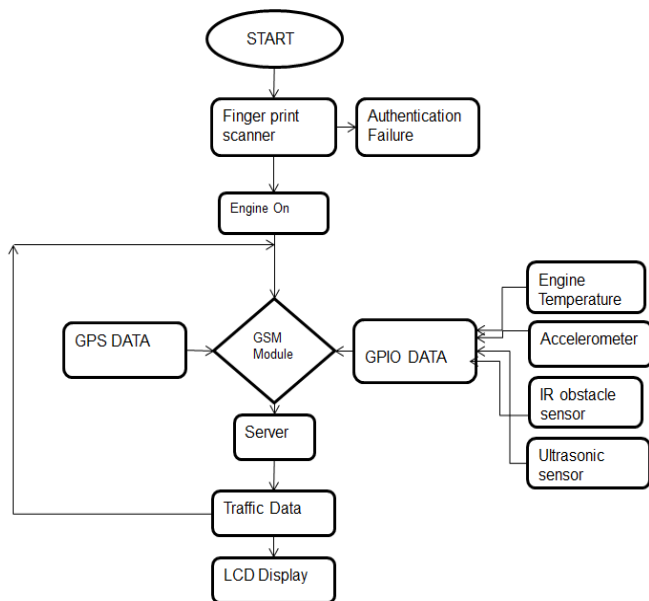 START
Finger print
scanner
Authentication
Failure
Engine On
GPS DATA
GSM
Module
GPIO DATA
Engine
Temperature
Accelerometer
IR obstacle
sensor
Ultrasonic
sensor
Server
Traffic Data
LCD Display